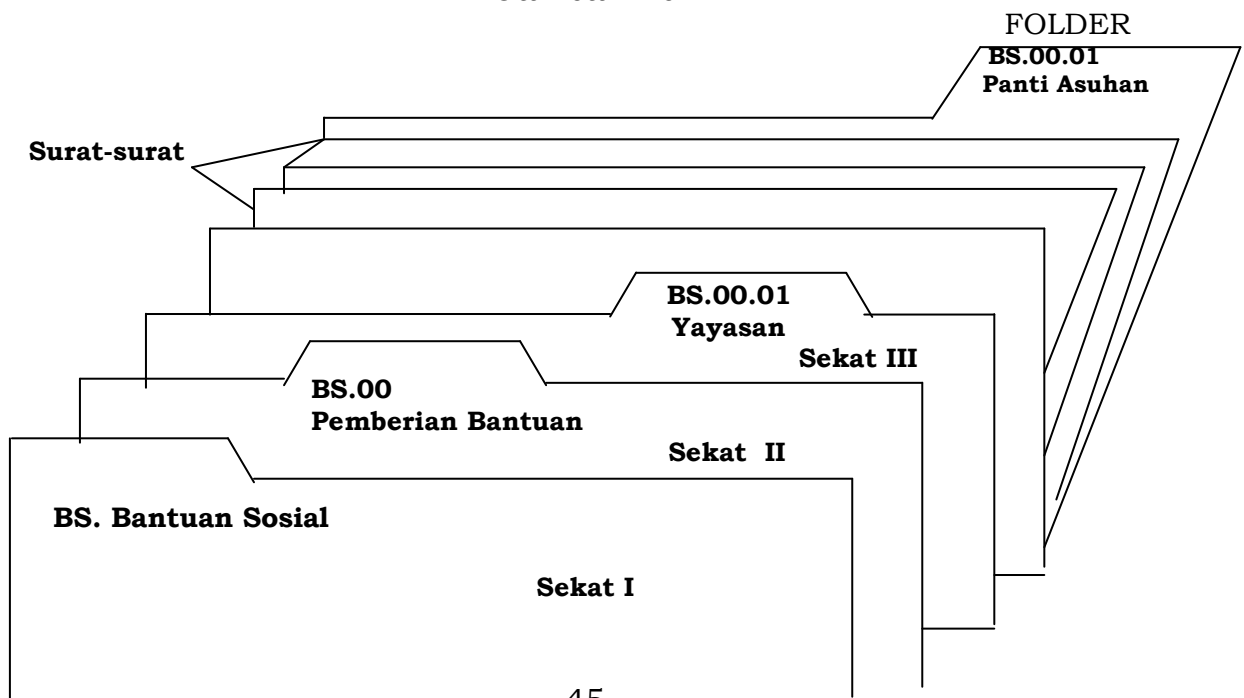 FOLDER
BS.00.01
Panti Asuhan
Surat-surat
BS.00.01
Yayasan
Sekat III
BS.00
Pemberian Bantuan
Sekat II
BS. Bantuan Sosial
Sekat I